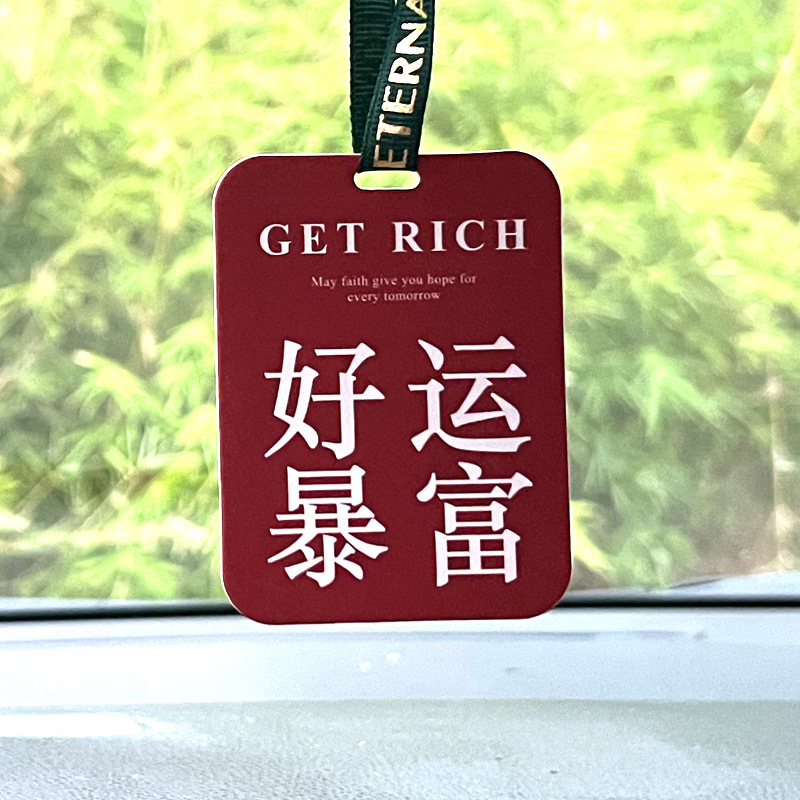 ETERNA
GET RICH
May faith give you hope for
every tomorrow
好运
暴富